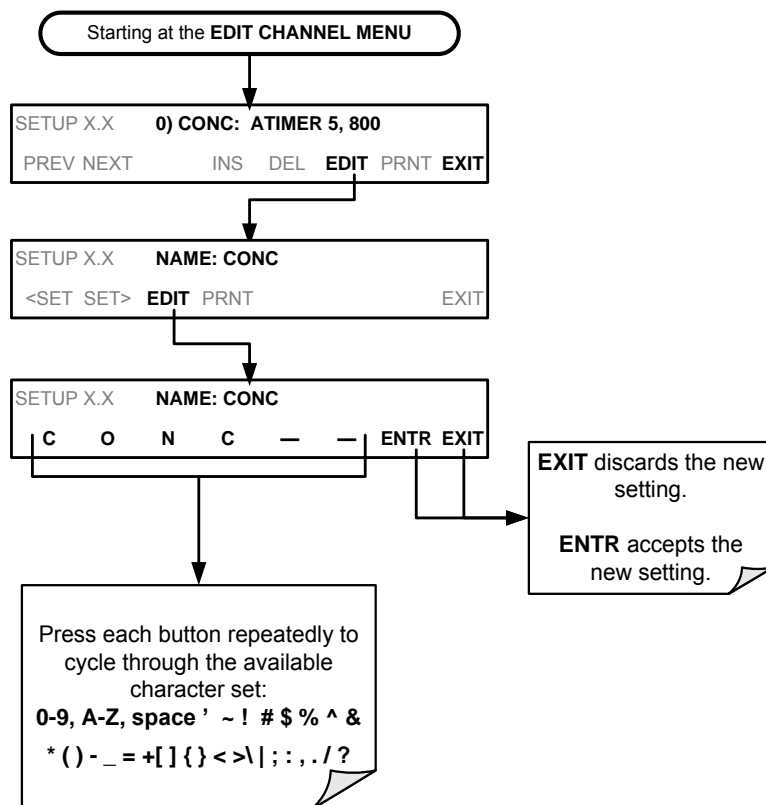 Starting at the EDIT CHANNEL MENU
SETUP X.X 0) CONC: ATIMER 5, 800
PREV NEXT INS DEL EDIT PRNT EXIT
SETUP X.X NAME: CONC
<SET SET> EDIT PRNT EXIT
SETUP X.X NAME: CONC
C O N C — — ENTR EXIT
EXIT discards the new
setting.
ENTR accepts the
new setting.
Press each button repeatedly to
cycle through the available
character set:
0-9, A-Z, space ’ ~ ! # $ % ^ &
* ( ) - _ = +[ ] { } < >\ | ; : , . / ?